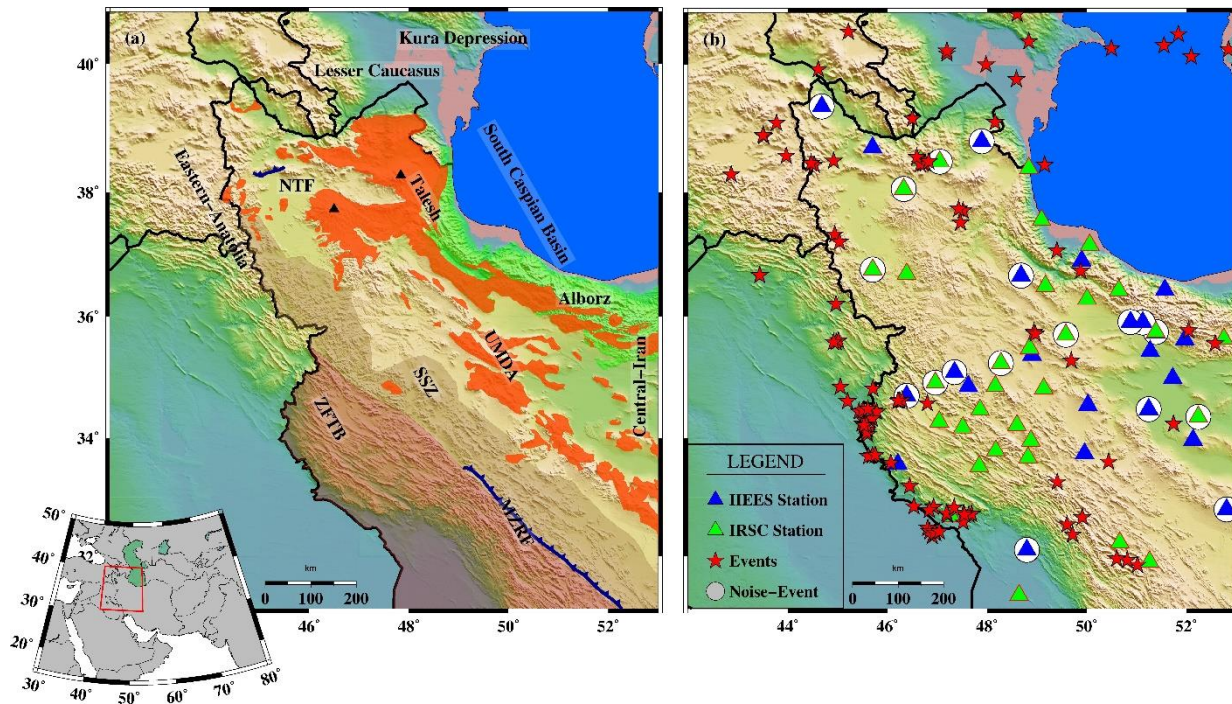 (a)
Kura Depression
Lesser Caucasus
South Caspian Basin
Eastern-Anatolia
NTF
Talesh
Alborz
UMDA
SSZ
ZFTB
Central-Iran
MZRF
40°
38°
36°
34°
32°
km
0 100 200
46° 48° 50° 52°
50°
40°
30°
20°
30° 40° 50° 60° 70° 80°
(b)
LEGEND
IIEES Station
IRSC Station
Events
Noise-Event
km
0 100 200
44° 46° 48° 50° 52°